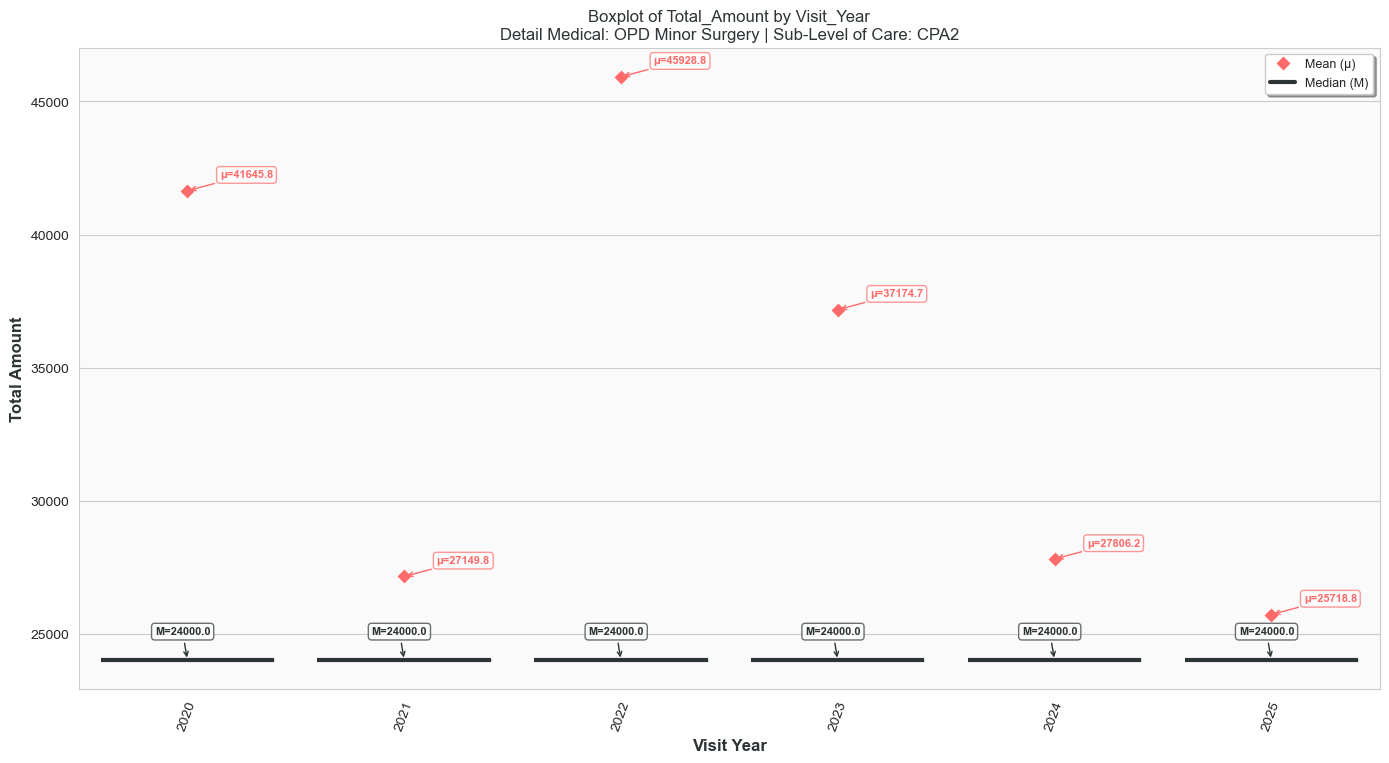 Boxplot of Total_Amount by Visit_Year
Detail Medical: OPD Minor Surgery | Sub-Level of Care: CPA2
Mean (μ)
Median (M)
Total Amount
45000
40000
35000
30000
25000
μ=41645.8
μ=27149.8
μ=45928.8
μ=37174.7
μ=27806.2
μ=25718.8
M=24000.0
M=24000.0
M=24000.0
M=24000.0
M=24000.0
M=24000.0
2020
2021
2022
2023
2024
2025
Visit Year